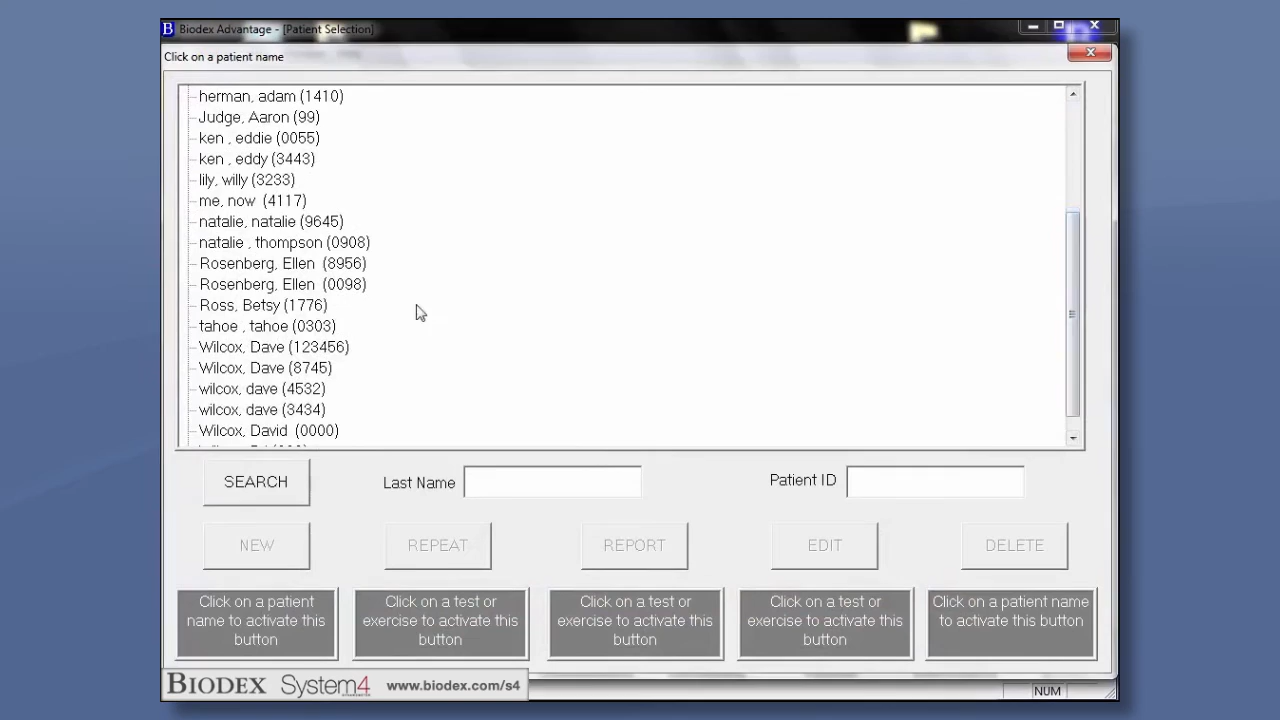 Biodex Advantage - [Patient Selection]
Click on a patient name
herman, adam (1410)
Judge, Aaron (99)
ken , eddie (0055)
ken , eddy (3443)
lily, willy (3233)
me, now (4117)
natalie, natalie (9645)
natalie , thompson (0908)
Rosenberg, Ellen (8956)
Rosenberg, Ellen (0098)
Ross, Betsy (1776)
tahoe , tahoe (0303)
Wilcox, Dave (123456)
Wilcox, Dave (8745)
wilcox, dave (4532)
wilcox, dave (3434)
Wilcox, David (0000)
SEARCH Last Name Patient ID
NEW REPEAT REPORT EDIT DELETE
Click on a patient name to activate this button
Click on a test or exercise to activate this button
Click on a test or exercise to activate this button
Click on a test or exercise to activate this button
Click on a patient name to activate this button
BIODEX System4 www.biodex.com/s4
NUM